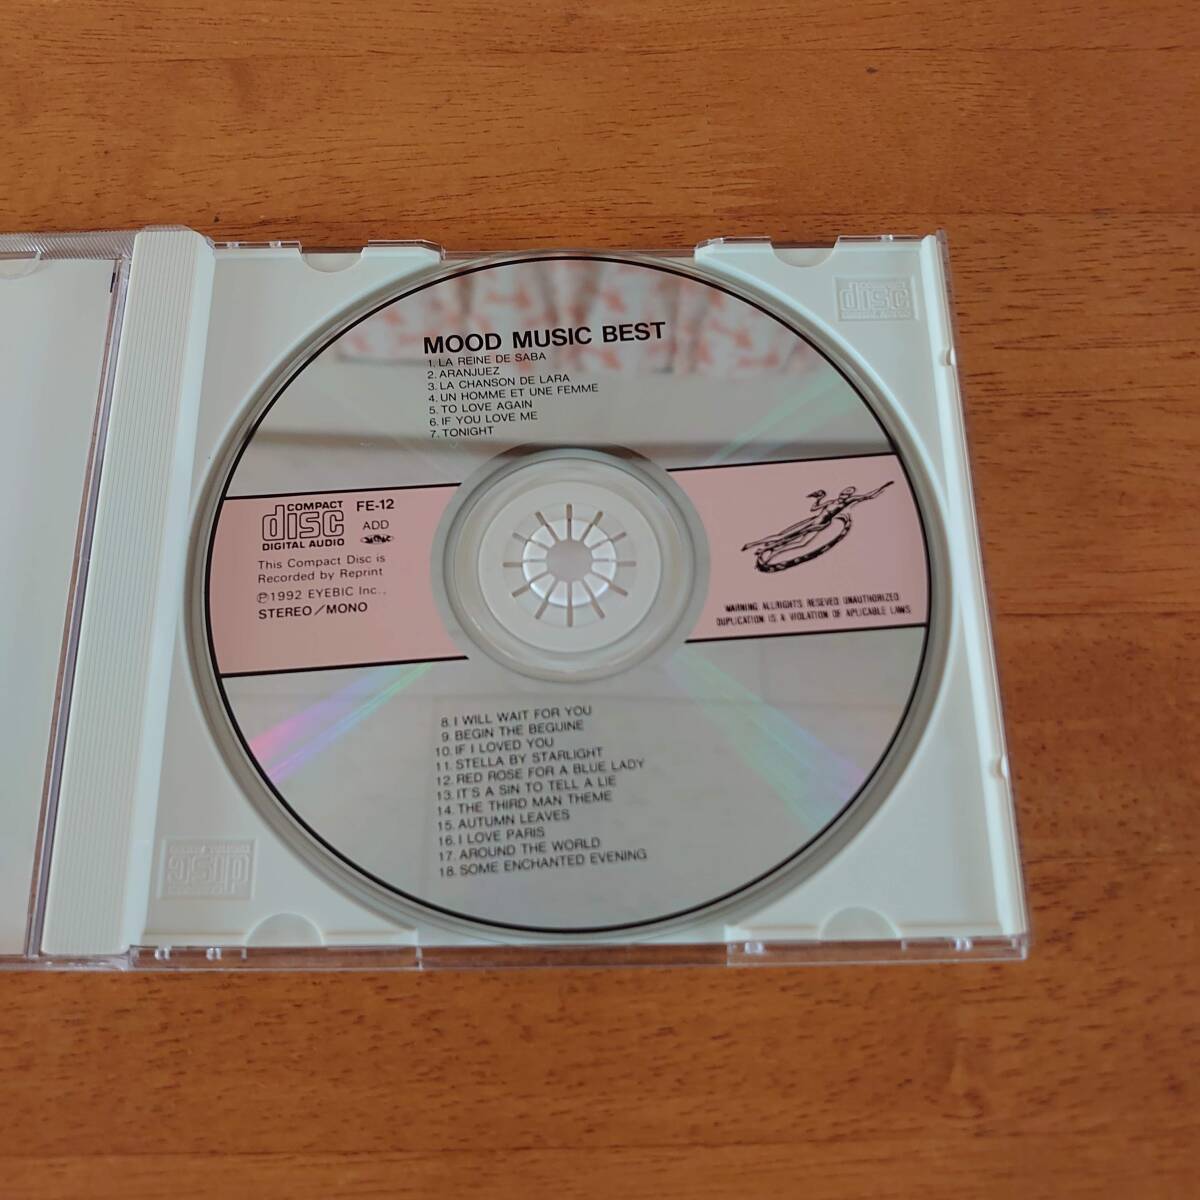 MOOD MUSIC BEST
1. LA REINE DE SABA
2. ARANJUEZ
3. LA CHANSON DE LARA
4. UN HOMME ET UNE FEMME
5. TO LOVE AGAIN
6. IF YOU LOVE ME
7. TONIGHT
COMPACT
disc
DIGITAL AUDIO
FE-12
ADD
This Compact Disc is
Recorded by Reprint
℗1992 EYEBIC Inc.,
STEREO/MONO
WARNING ALLRIGHTS RESEVED UNAUTHORIZED
DUPLICATION IS A VIOLATION OF APLICABLE LAWS
8. I WILL WAIT FOR YOU
9. BEGIN THE BEGUINE
10. IF I LOVED YOU
11. STELLA BY STARLIGHT
12. RED ROSE FOR A BLUE LADY
13. IT'S A SIN TO TELL A LIE
14. THE THIRD MAN THEME
15. AUTUMN LEAVES
16. I LOVE PARIS
17. AROUND THE WORLD
18. SOME ENCHANTED EVENING
disc
disc